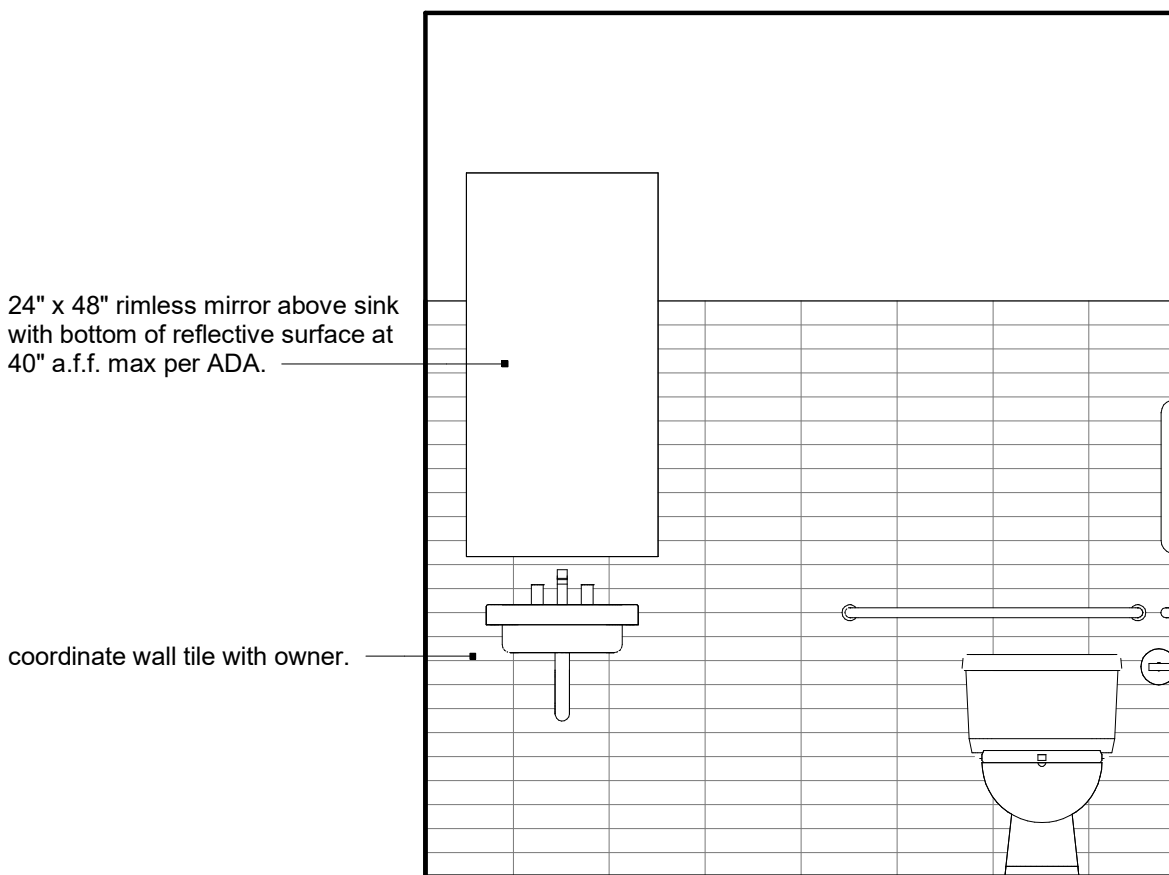 24" x 48" rimless mirror above sink
with bottom of reflective surface at
40" a.f.f. max per ADA.
coordinate wall tile with owner.